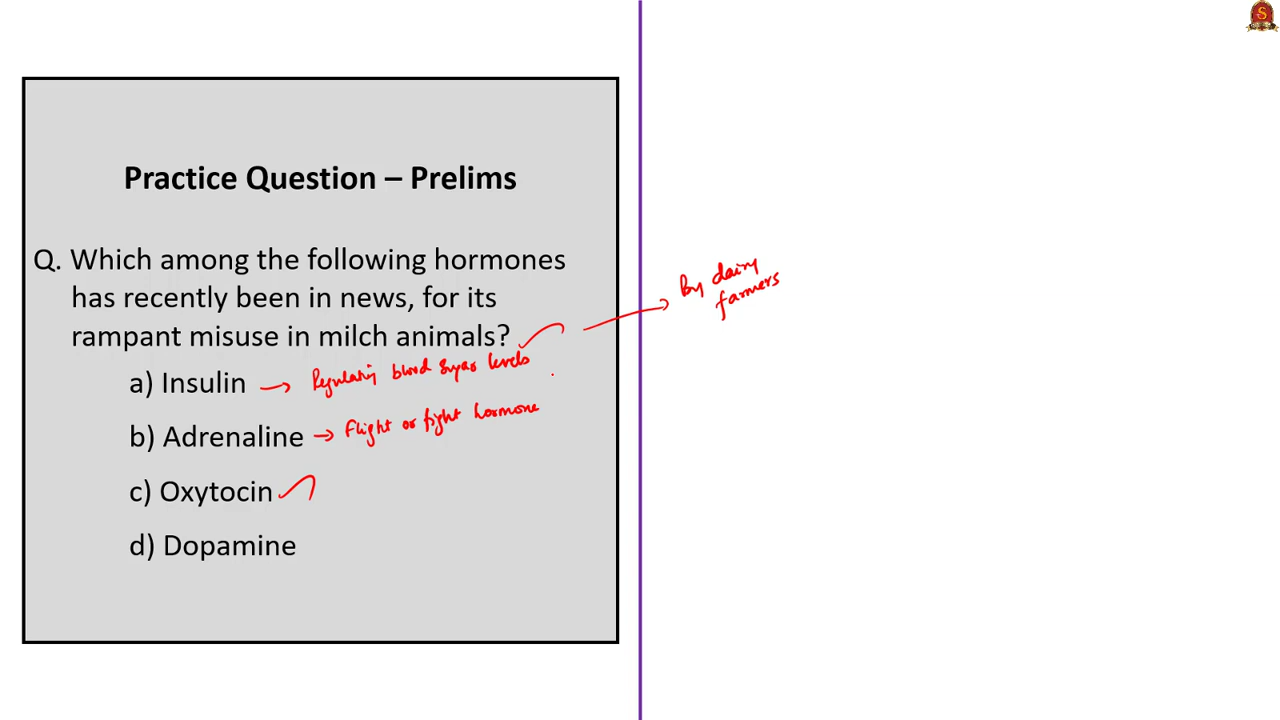 Practice Question – Prelims
Q. Which among the following hormones
has recently been in news, for its
rampant misuse in milch animals?
By dairy
farmers
a) Insulin → Regulating blood sugar levels
b) Adrenaline → Flight or fight hormone
c) Oxytocin
d) Dopamine
S